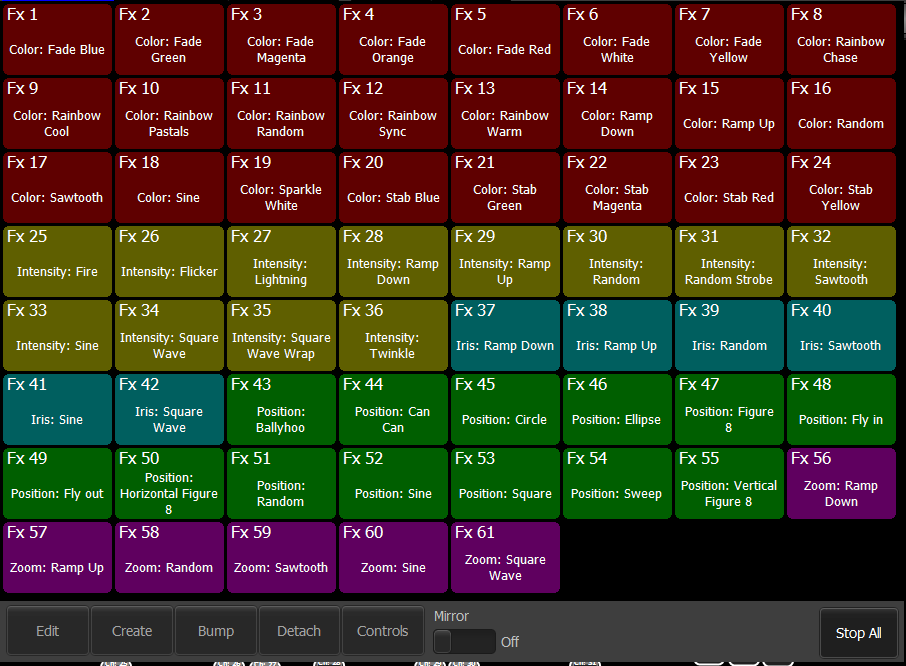 Fx 1 Fx 2 Fx 3 Fx 4 Fx 5 Fx 6 Fx 7 Fx 8
Color: Fade Blue
Color: Fade
Green
Color: Fade
Magenta
Color: Fade
Orange
Color: Fade Red
Color: Fade
White
Color: Fade
Yellow
Color: Rainbow
Chase
Fx 9 Fx 10 Fx 11 Fx 12 Fx 13 Fx 14 Fx 15 Fx 16
Color: Rainbow
Cool
Color: Rainbow
Pastals
Color: Rainbow
Random
Color: Rainbow
Sync
Color: Rainbow
Warm
Color: Ramp
Down
Color: Ramp Up
Color: Random
Fx 17 Fx 18 Fx 19 Fx 20 Fx 21 Fx 22 Fx 23 Fx 24
Color: Sawtooth
Color: Sine
Color: Sparkle
White
Color: Stab Blue
Color: Stab
Green
Color: Stab
Magenta
Color: Stab Red
Color: Stab
Yellow
Fx 25 Fx 26 Fx 27 Fx 28 Fx 29 Fx 30 Fx 31 Fx 32
Intensity: Fire
Intensity: Flicker
Intensity:
Lightning
Intensity: Ramp
Down
Intensity: Ramp
Up
Intensity:
Random
Intensity:
Random Strobe
Intensity:
Sawtooth
Fx 33 Fx 34 Fx 35 Fx 36 Fx 37 Fx 38 Fx 39 Fx 40
Intensity: Sine
Intensity: Square
Wave
Intensity: Square
Wave Wrap
Intensity:
Twinkle
Iris: Ramp Down
Iris: Ramp Up
Iris: Random
Iris: Sawtooth
Fx 41 Fx 42 Fx 43 Fx 44 Fx 45 Fx 46 Fx 47 Fx 48
Iris: Sine
Iris: Square
Wave
Position:
Ballyhoo
Position: Can
Can
Position: Circle
Position: Ellipse
Position: Figure
8
Position: Fly in
Fx 49 Fx 50 Fx 51 Fx 52 Fx 53 Fx 54 Fx 55 Fx 56
Position: Fly out
Position:
Horizontal Figure
8
Position:
Random
Position: Sine
Position: Square
Position: Sweep
Position: Vertical
Figure 8
Zoom: Ramp
Down
Fx 57 Fx 58 Fx 59 Fx 60 Fx 61
Zoom: Ramp Up
Zoom: Random
Zoom: Sawtooth
Zoom: Sine
Zoom: Square
Wave
Edit Create Bump Detach Controls
Mirror
Off
Stop All